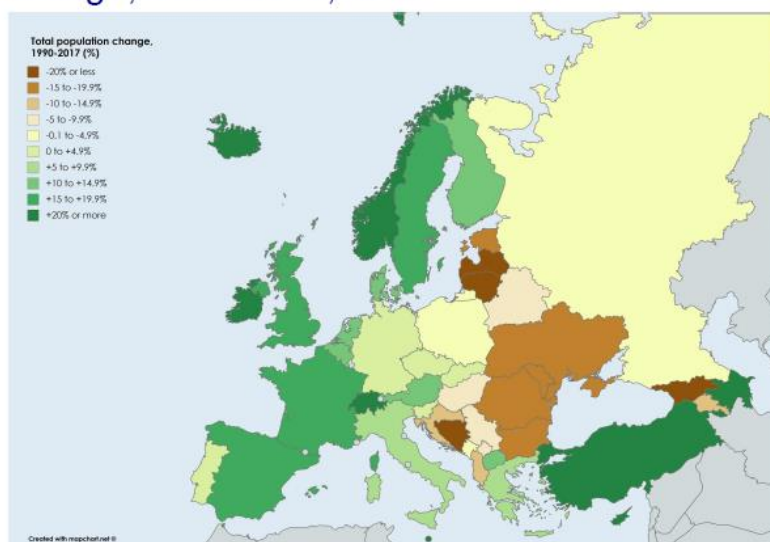 Total population change,
1990-2017 (%)
-20% or less
-15 to -19.9%
-10 to -14.9%
-5 to -9.9%
-0.1 to -4.9%
0 to +4.9%
+5 to +9.9%
+10 to +14.9%
+15 to +19.9%
+20% or more
Created with mapchart.net ©